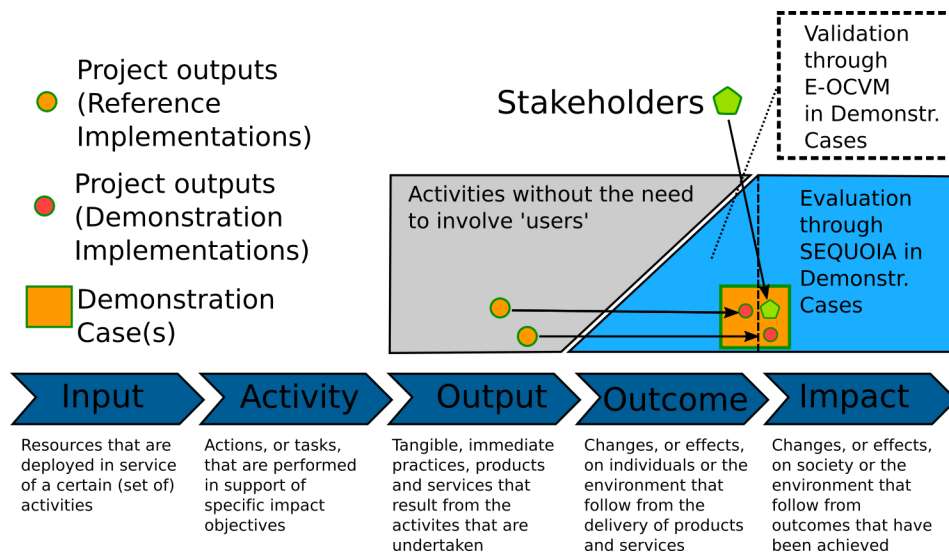 Project outputs
(Reference
Implementations)
Project outputs
(Demonstration
Implementations)
Demonstration
Case(s)
Stakeholders
Validation
through
E-OCVM
in Demonstr.
Cases
Activities without the need
to involve 'users'
Evaluation
through
SEQUOIA in
Demonstr.
Cases
Input
Activity
Output
Outcome
Impact
Resources that are
deployed in service
of a certain (set of)
activities
Actions, or tasks,
that are performed
in support of
specific impact
objectives
Tangible, immediate
practices, products
and services that
result from the
activites that are
undertaken
Changes, or effects,
on individuals or the
environment that
follow from the
delivery of products
and services
Changes, or effects,
on society or the
environment that
follow from
outcomes that have
been achieved